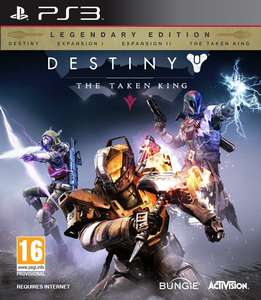 PS3
LEGENDARY EDITION
DESTINY EXPANSION I EXPANSION II THE TAKEN KING
DESTINY
THE TAKEN KING
16
www.pegi.info
PROVISIONAL
REQUIRES INTERNET
BUNGIE
ACTIVISION